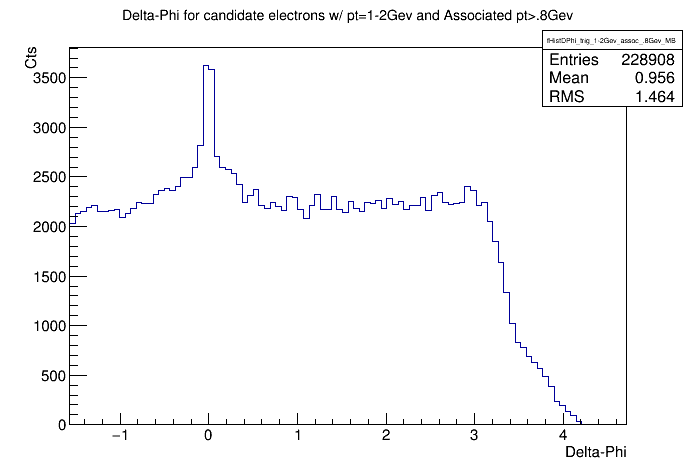 Delta-Phi for candidate electrons w/ pt=1-2Gev and Associated pt>.8Gev
fHistDPhi_trig_1-2Gev_assoc_.8Gev_MB
Entries 228908
Mean 0.956
RMS 1.464
Cts
3500
3000
2500
2000
1500
1000
500
0
−1 0 1 2 3 4
Delta-Phi